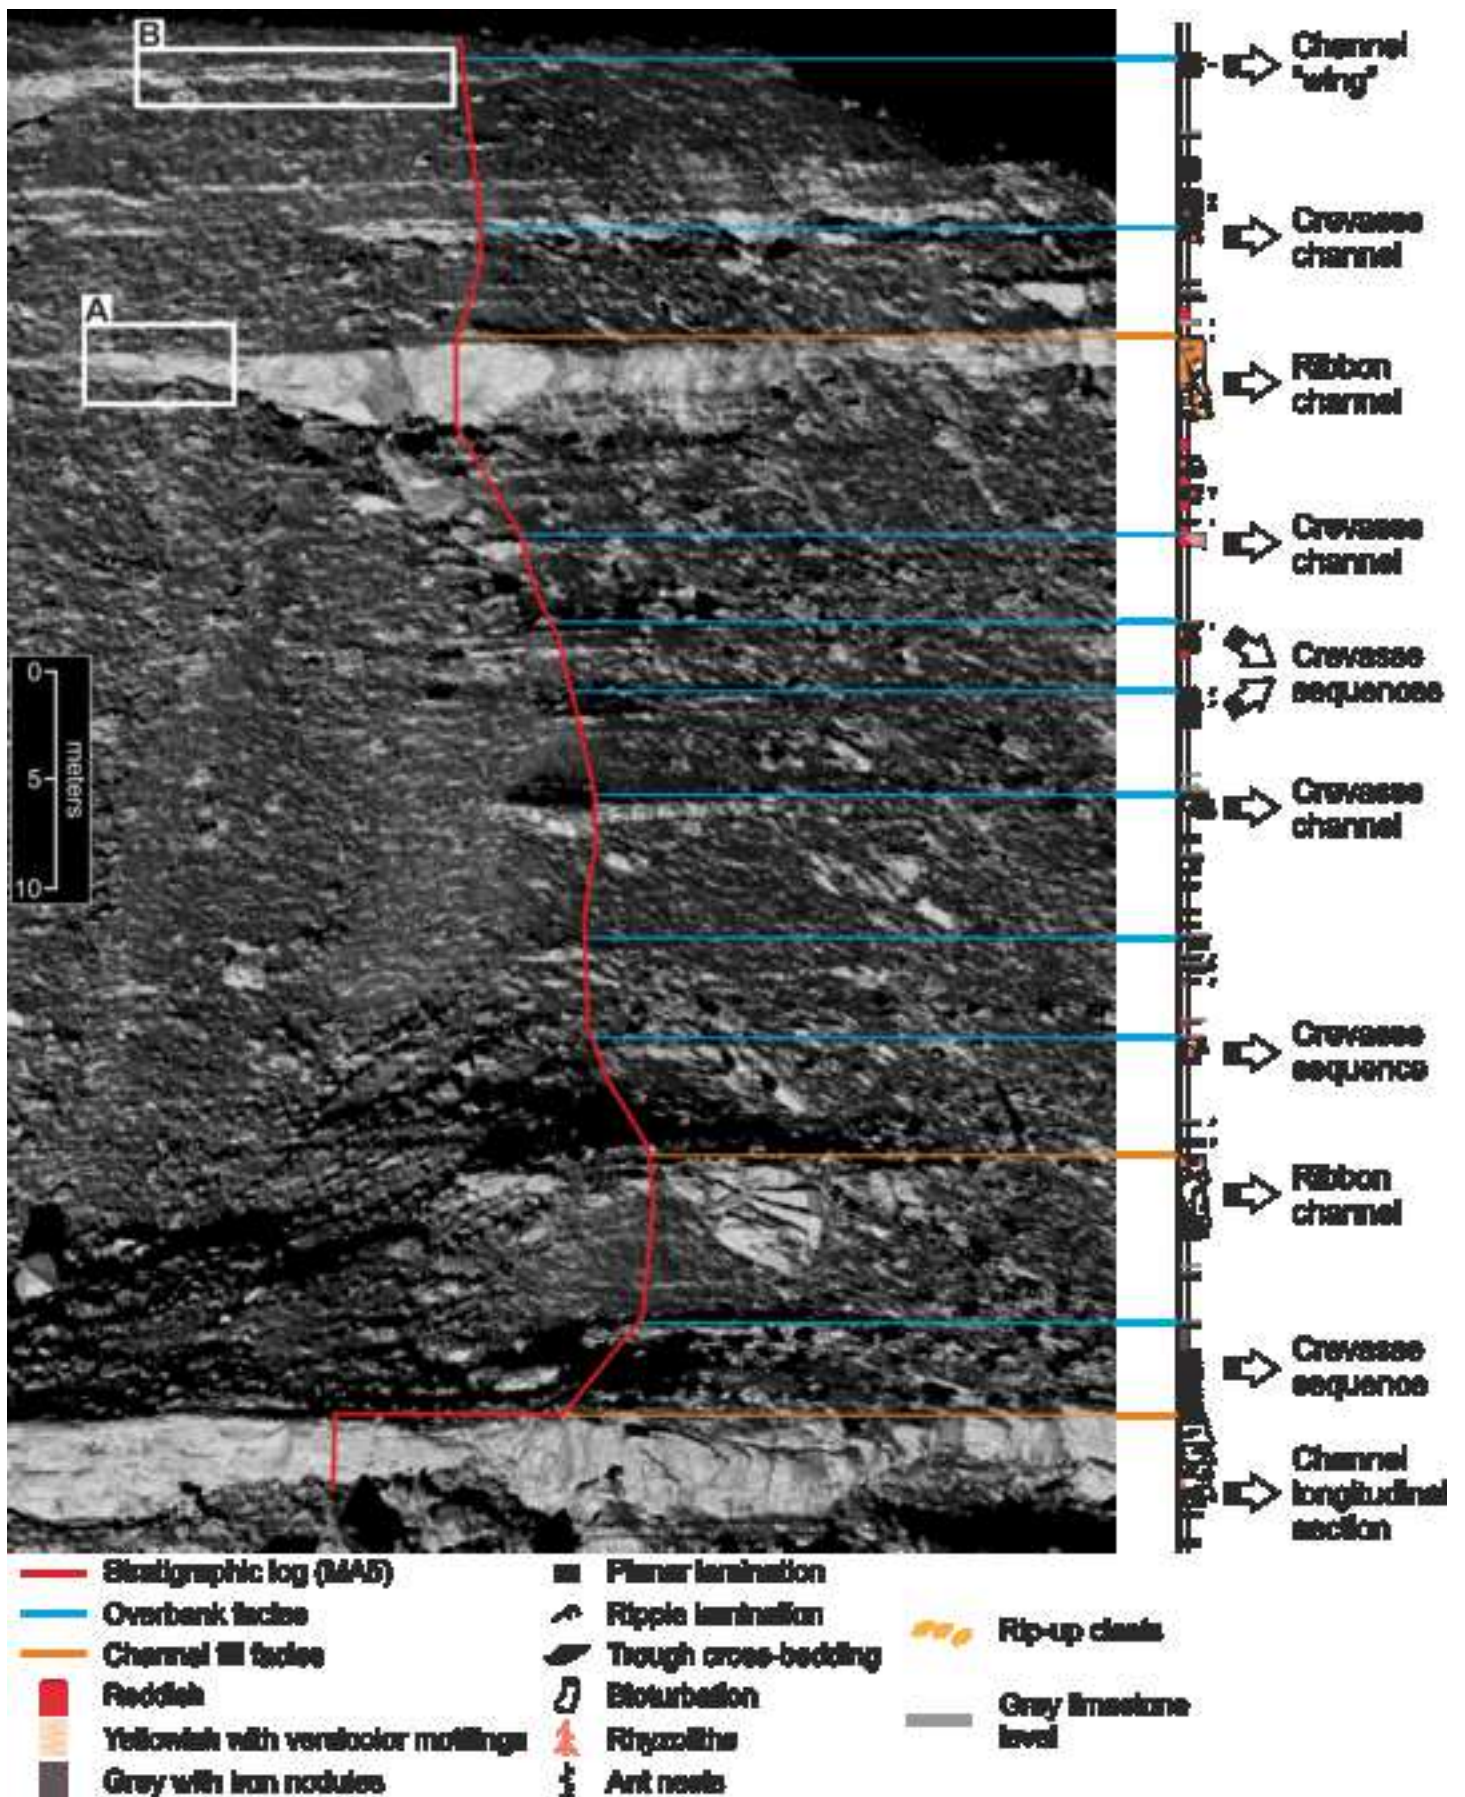 B
Channel
"wing"
Crevasse
channel
A
Ribbon
channel
Crevasse
channel
Crevasse
sequences
0
5
10
meters
Crevasse
channel
Crevasse
sequence
Ribbon
channel
Crevasse
sequence
Channel
longitudinal
section
Stratigraphic log (MA5)
Overbank facies
Channel fill facies
Reddish
Yellowish with versicolor mottlings
Grey with iron nodules
Planar lamination
Ripple lamination
Trough cross-bedding
Bioturbation
Rhyzoliths
Ant nests
Rip-up clasts
Gray limestone
level